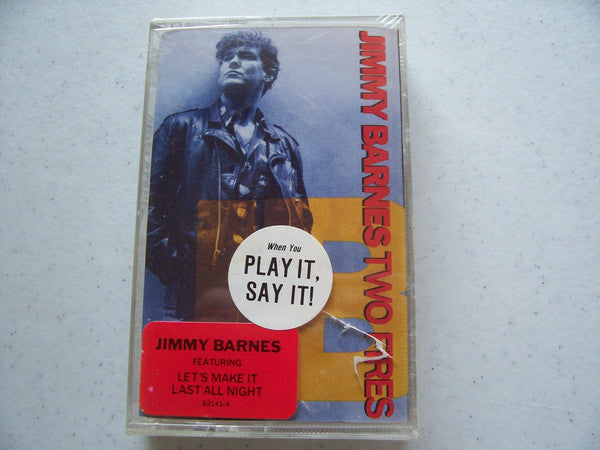 JIMMY BARNES TWO FIRES
B
When You
PLAY IT,
SAY IT!
JIMMY BARNES
FEATURING
LET'S MAKE IT
LAST ALL NIGHT
82141-4